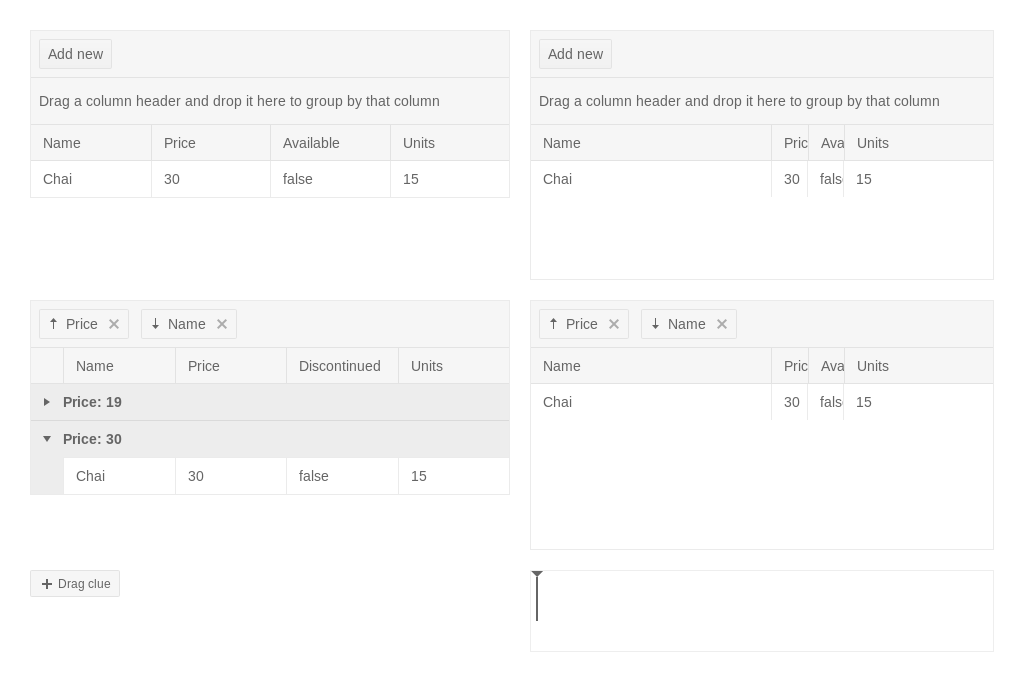 Add new
Drag a column header and drop it here to group by that column
Name Price Available Units
Chai 30 false 15
Add new
Drag a column header and drop it here to group by that column
Name Pric Ava Units
Chai 30 fals 15
Price Name
Name Price Discontinued Units
Price: 19
Price: 30
Chai 30 false 15
Price Name
Name Pric Ava Units
Chai 30 fals 15
Drag clue